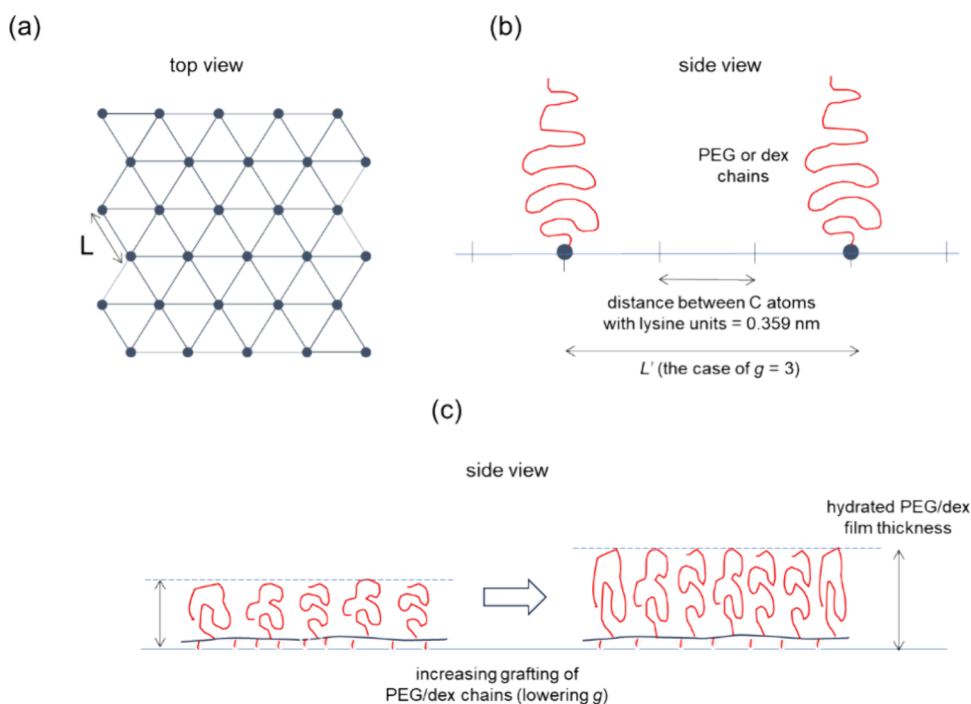 (a)
top view
L
(b)
side view
PEG or dex
chains
distance between C atoms
with lysine units = 0.359 nm
L' (the case of g = 3)
(c)
side view
hydrated PEG/dex
film thickness
increasing grafting of
PEG/dex chains (lowering g)